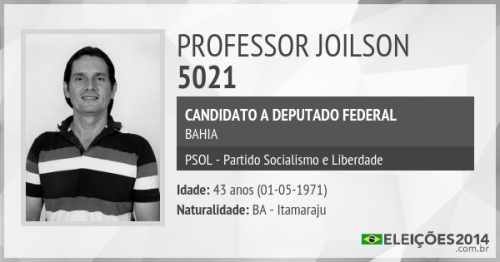 PROFESSOR JOILSON
5021
CANDIDATO A DEPUTADO FEDERAL
BAHIA
PSOL - Partido Socialismo e Liberdade
Idade: 43 anos (01-05-1971)
Naturalidade: BA - Itamaraju
ELEIÇÕES2014
.com.br